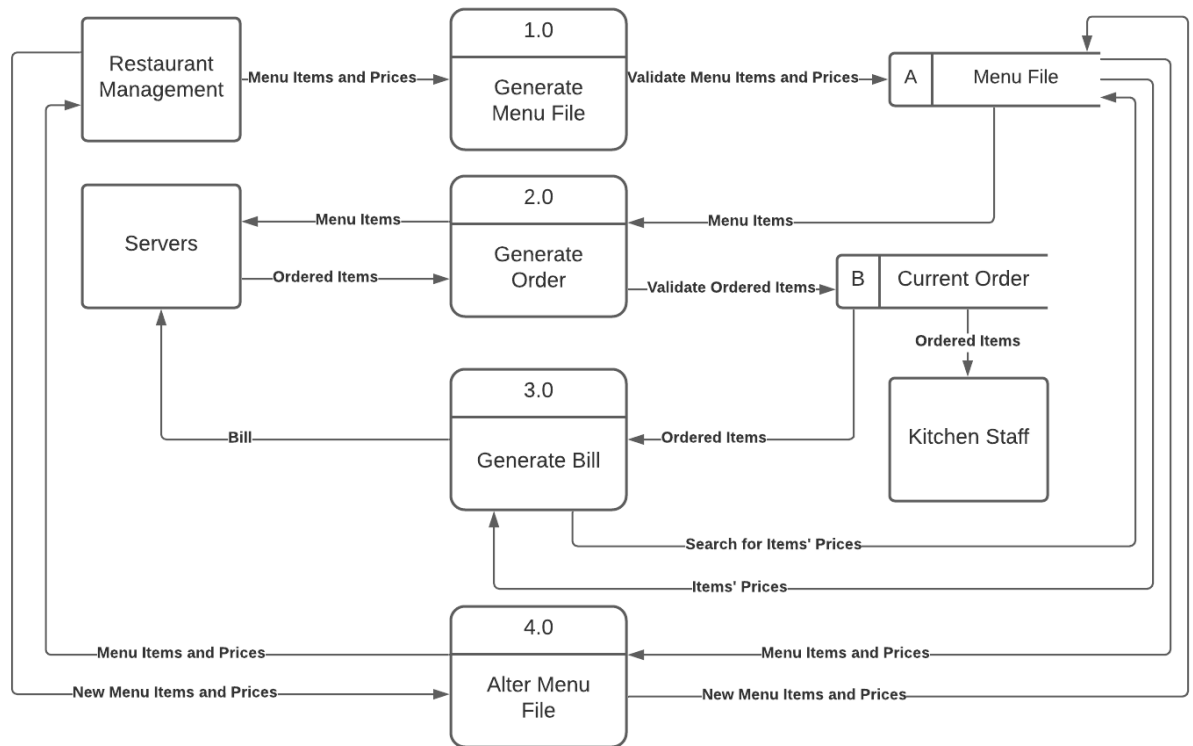 1.0
Restaurant
Management
Menu Items and Prices
Generate
Menu File
Validate Menu Items and Prices
A
Menu File
2.0
Servers
Menu Items
Ordered Items
Generate
Order
Menu Items
Validate Ordered Items
B
Current Order
Ordered Items
Kitchen Staff
3.0
Generate Bill
Bill
Ordered Items
Search for Items' Prices
Items' Prices
4.0
Alter Menu
File
Menu Items and Prices
New Menu Items and Prices
Menu Items and Prices
New Menu Items and Prices